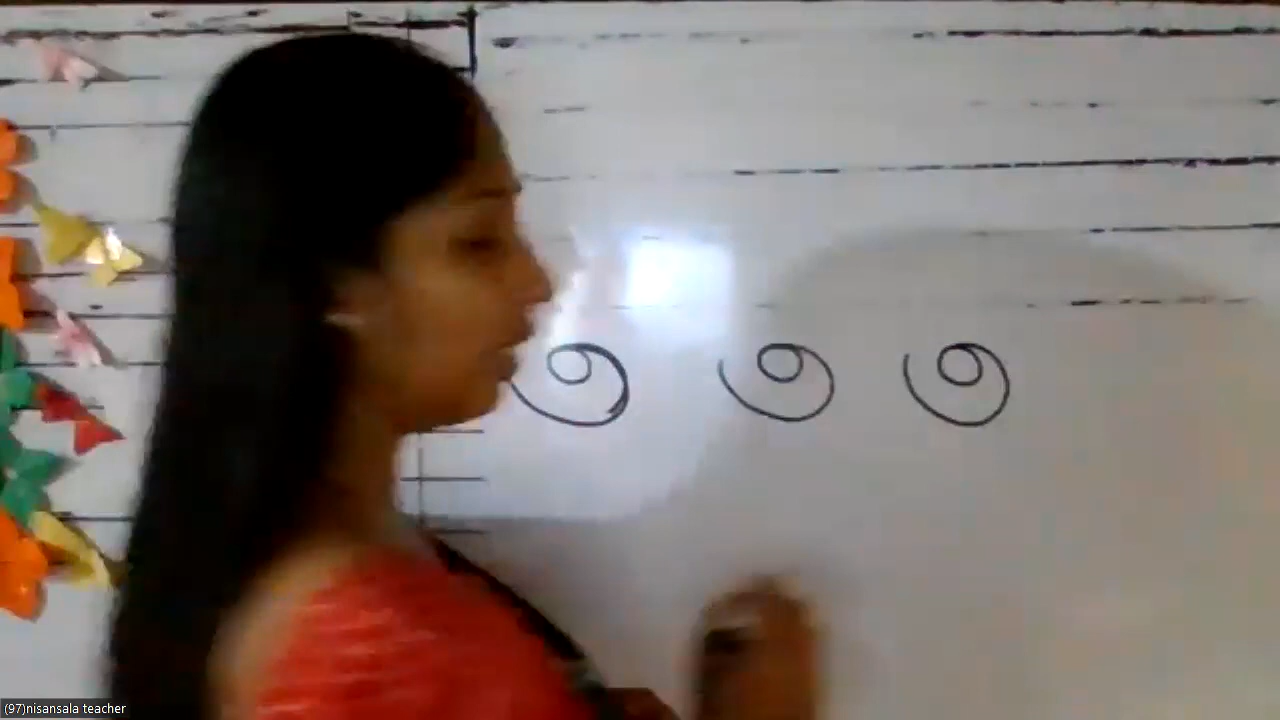 ට ට ට
(97)nisansala teacher